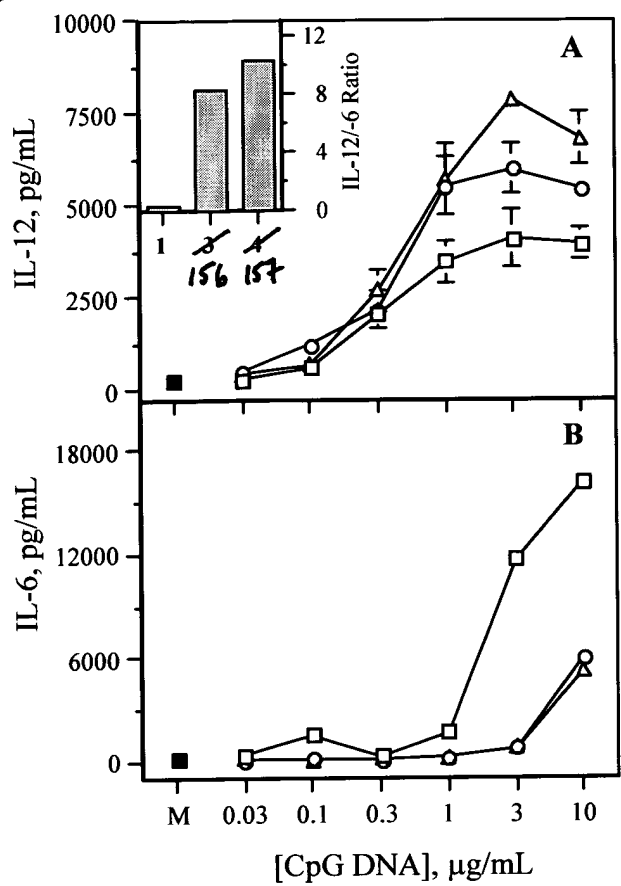 10000
7500
5000
2500
0
IL-12, pg/mL
A
12
8
4
0
IL-12/-6 Ratio
1 3 4
156 157
B
18000
12000
6000
0
IL-6, pg/mL
M 0.03 0.1 0.3 1 3 10
[CpG DNA], μg/mL